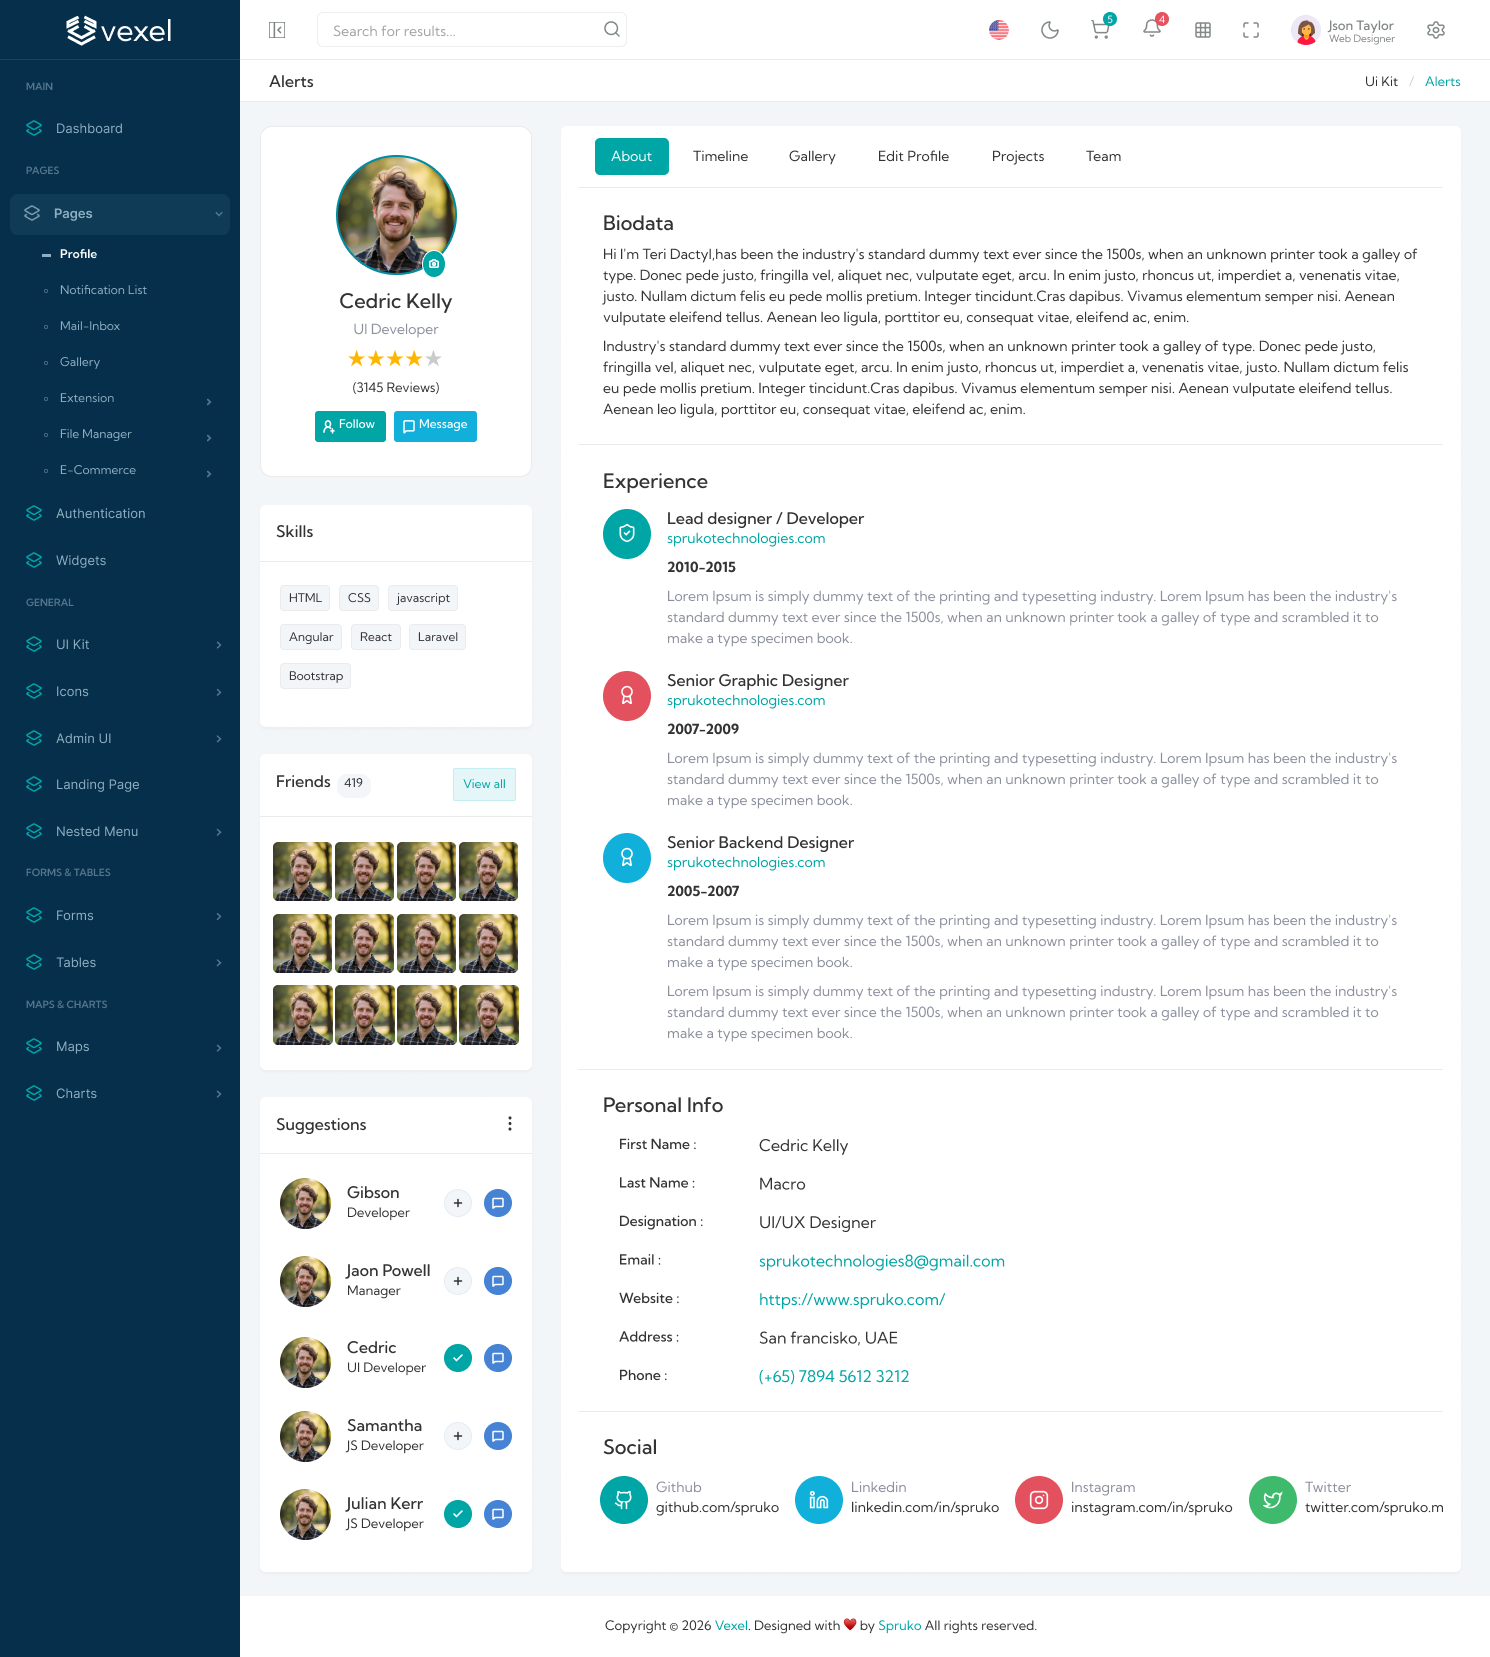 vexel
Search for results...
5
4
Json Taylor
Web Designer
Alerts
Ui Kit / Alerts
MAIN
Dashboard
PAGES
Pages
Profile
Notification List
Mail-Inbox
Gallery
Extension
File Manager
E-Commerce
Authentication
Widgets
GENERAL
UI Kit
Icons
Admin UI
Landing Page
Nested Menu
FORMS & TABLES
Forms
Tables
MAPS & CHARTS
Maps
Charts
Cedric Kelly
UI Developer
(3145 Reviews)
Follow
Message
Skills
HTML
CSS
javascript
Angular
React
Laravel
Bootstrap
Friends 419
View all
Suggestions
Gibson
Developer
Jaon Powell
Manager
Cedric
UI Developer
Samantha
JS Developer
Julian Kerr
JS Developer
About
Timeline
Gallery
Edit Profile
Projects
Team
Biodata
Hi I'm Teri Dactyl,has been the industry's standard dummy text ever since the 1500s, when an unknown printer took a galley of
type. Donec pede justo, fringilla vel, aliquet nec, vulputate eget, arcu. In enim justo, rhoncus ut, imperdiet a, venenatis vitae,
justo. Nullam dictum felis eu pede mollis pretium. Integer tincidunt.Cras dapibus. Vivamus elementum semper nisi. Aenean
vulputate eleifend tellus. Aenean leo ligula, porttitor eu, consequat vitae, eleifend ac, enim.
Industry's standard dummy text ever since the 1500s, when an unknown printer took a galley of type. Donec pede justo,
fringilla vel, aliquet nec, vulputate eget, arcu. In enim justo, rhoncus ut, imperdiet a, venenatis vitae, justo. Nullam dictum felis
eu pede mollis pretium. Integer tincidunt.Cras dapibus. Vivamus elementum semper nisi. Aenean vulputate eleifend tellus.
Aenean leo ligula, porttitor eu, consequat vitae, eleifend ac, enim.
Experience
Lead designer / Developer
sprukotechnologies.com
2010-2015
Lorem Ipsum is simply dummy text of the printing and typesetting industry. Lorem Ipsum has been the industry's
standard dummy text ever since the 1500s, when an unknown printer took a galley of type and scrambled it to
make a type specimen book.
Senior Graphic Designer
sprukotechnologies.com
2007-2009
Lorem Ipsum is simply dummy text of the printing and typesetting industry. Lorem Ipsum has been the industry's
standard dummy text ever since the 1500s, when an unknown printer took a galley of type and scrambled it to
make a type specimen book.
Senior Backend Designer
sprukotechnologies.com
2005-2007
Lorem Ipsum is simply dummy text of the printing and typesetting industry. Lorem Ipsum has been the industry's
standard dummy text ever since the 1500s, when an unknown printer took a galley of type and scrambled it to
make a type specimen book.
Lorem Ipsum is simply dummy text of the printing and typesetting industry. Lorem Ipsum has been the industry's
standard dummy text ever since the 1500s, when an unknown printer took a galley of type and scrambled it to
make a type specimen book.
Personal Info
First Name : Cedric Kelly
Last Name : Macro
Designation : UI/UX Designer
Email : sprukotechnologies8@gmail.com
Website : https://www.spruko.com/
Address : San francisko, UAE
Phone : (+65) 7894 5612 3212
Social
Github
github.com/spruko
Linkedin
linkedin.com/in/spruko
Instagram
instagram.com/in/spruko
Twitter
twitter.com/spruko.m
Copyright © 2026 Vexel. Designed with ❤ by Spruko All rights reserved.